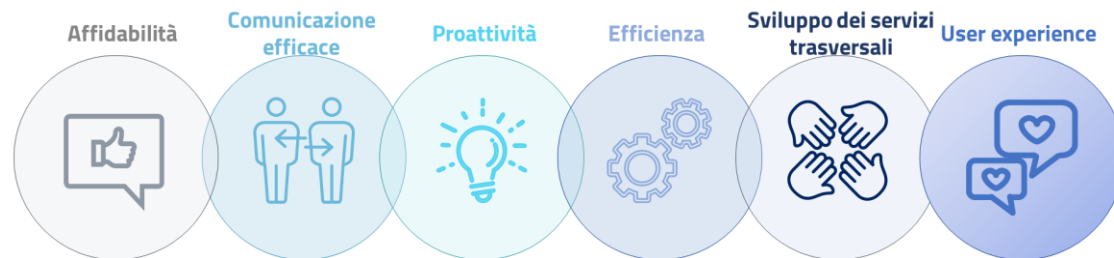 Affidabilità
Comunicazione
efficace
Proattività
Efficienza
Sviluppo dei servizi
trasversali
User experience